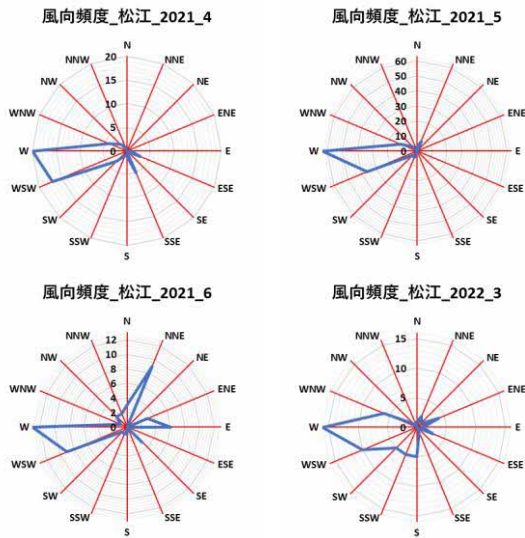 風向頻度_松江_2021_4
N
NNE
NE
ENE
E
ESE
SE
SSE
S
SSW
SW
WSW
W
WNW
NW
NNW
20
15
10
5
0
風向頻度_松江_2021_5
N
NNE
NE
ENE
E
ESE
SE
SSE
S
SSW
SW
WSW
W
WNW
NW
NNW
60
50
40
30
20
10
0
風向頻度_松江_2021_6
N
NNE
NE
ENE
E
ESE
SE
SSE
S
SSW
SW
WSW
W
WNW
NW
NNW
12
10
8
6
4
2
0
風向頻度_松江_2022_3
N
NNE
NE
ENE
E
ESE
SE
SSE
S
SSW
SW
WSW
W
WNW
NW
NNW
15
10
5
0